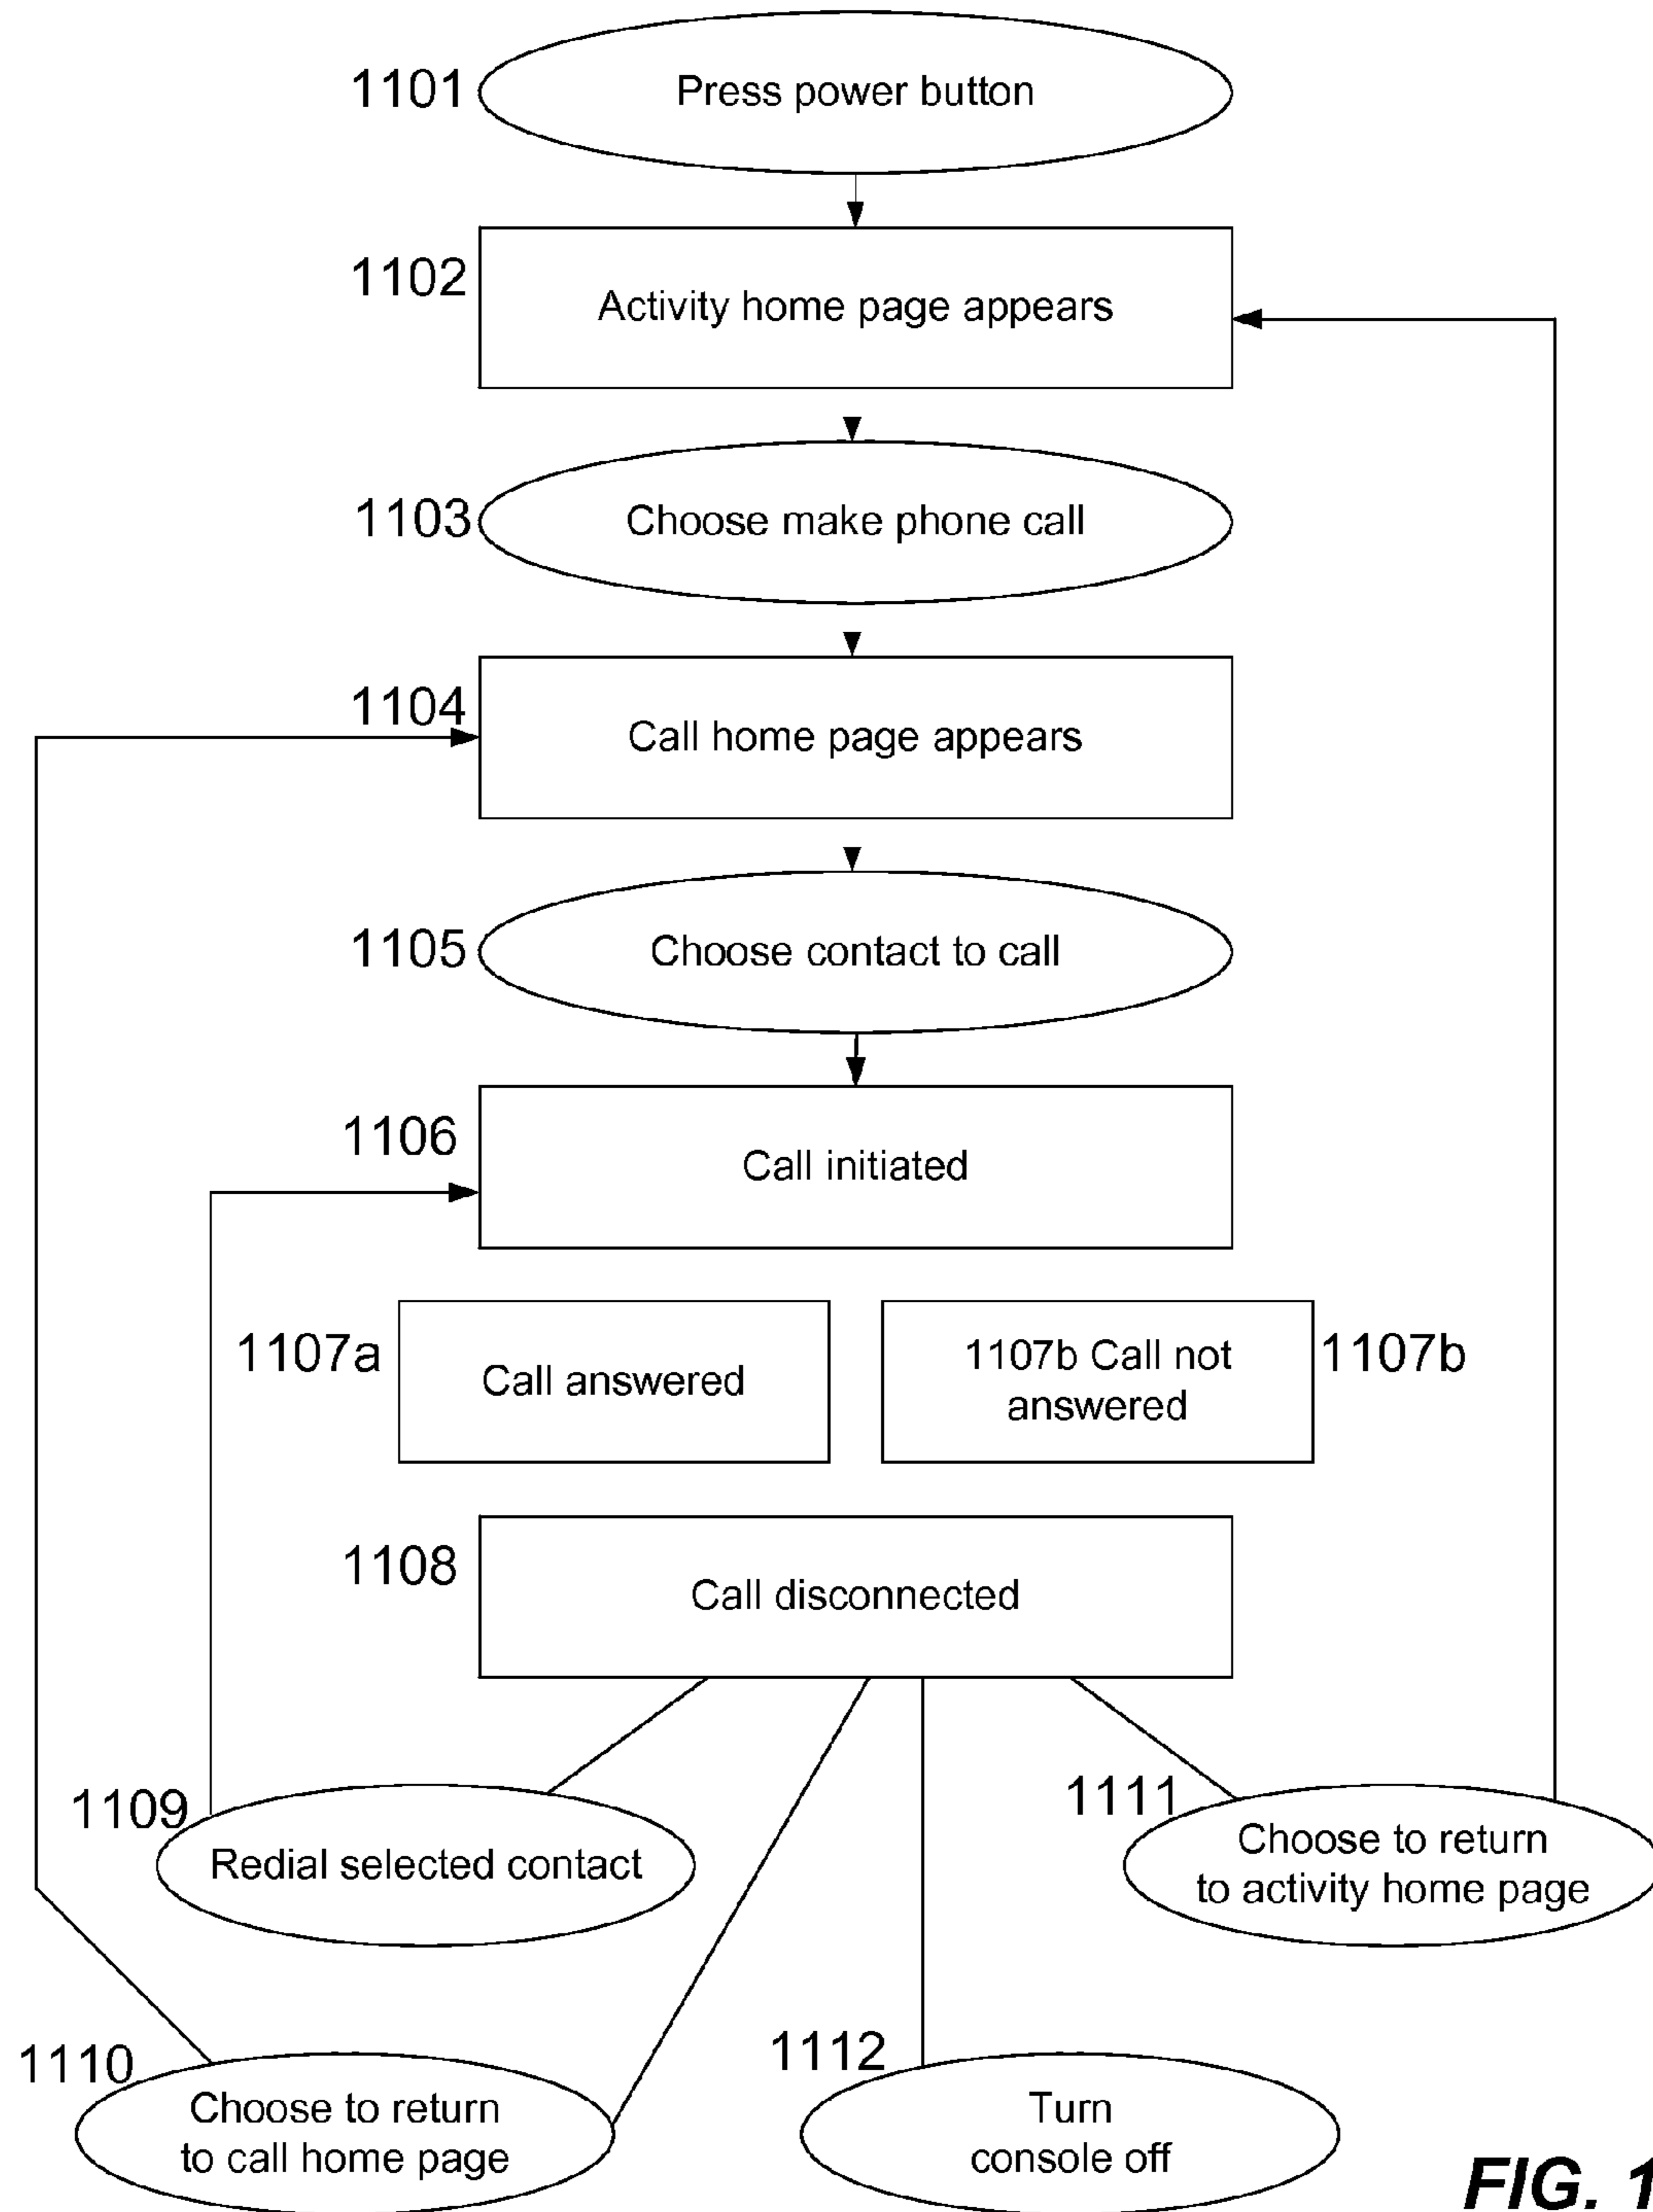 1101
Press power button
1102
Activity home page appears
1103
Choose make phone call
1104
Call home page appears
1105
Choose contact to call
1106
Call initiated
1107a
Call answered
1107b Call not
answered
1107b
1108
Call disconnected
1109
Redial selected contact
1111
Choose to return
to activity home page
1110
Choose to return
to call home page
1112
Turn
console off
FIG. 1